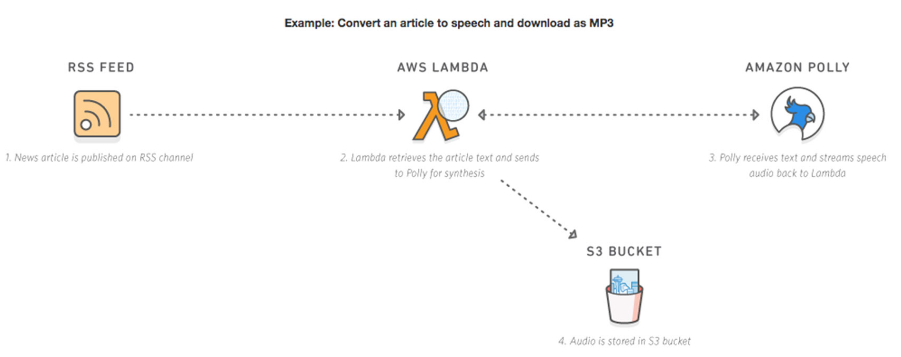 Example: Convert an article to speech and download as MP3
RSS FEED
AWS LAMBDA
AMAZON POLLY
1. News article is published on RSS channel
2. Lambda retrieves the article text and sends
to Polly for synthesis
3. Polly receives text and streams speech
audio back to Lambda
S3 BUCKET
4. Audio is stored in S3 bucket